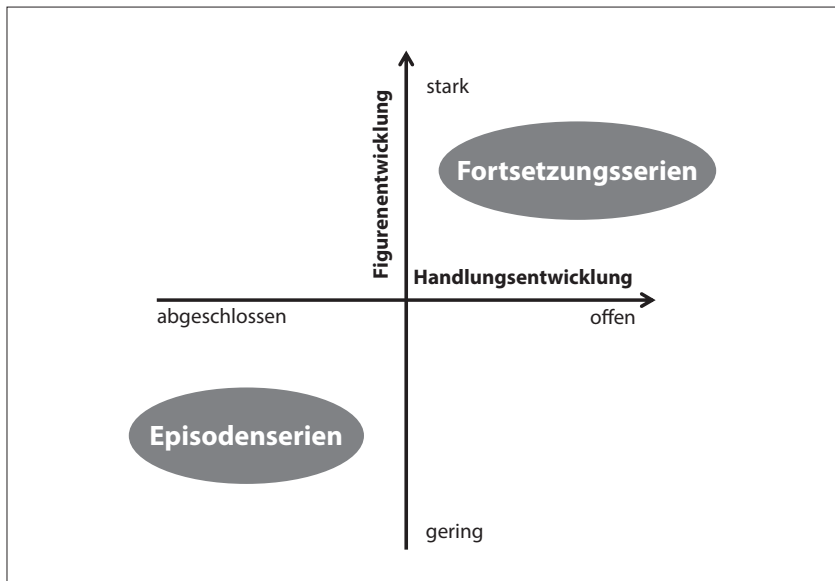 stark
Figurenentwicklung
Fortsetzungsserien
Handlungsentwicklung
abgeschlossen
offen
Episodenserien
gering